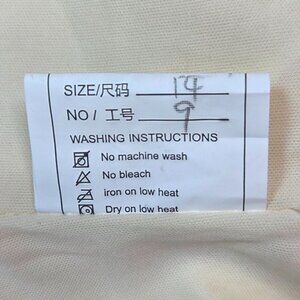 SIZE/尺码 14
NO / 工号 9
WASHING INSTRUCTIONS
No machine wash
No bleach
iron on low heat
Dry on low heat